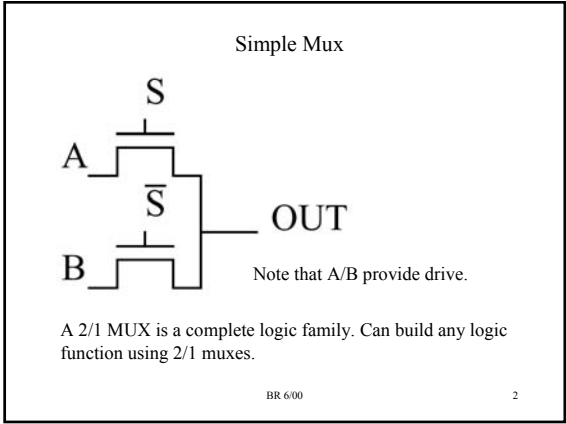 Simple Mux
S
A
S̅
OUT
B
Note that A/B provide drive.
A 2/1 MUX is a complete logic family. Can build any logic
function using 2/1 muxes.
BR 6/00
2